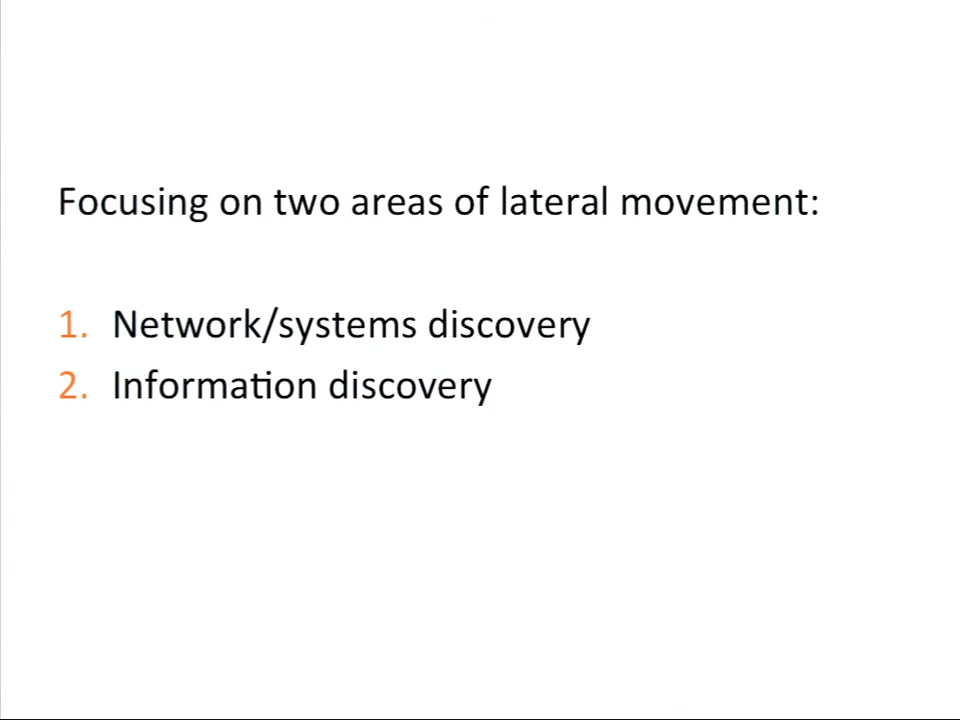 Focusing on two areas of lateral movement:
1. Network/systems discovery
2. Information discovery